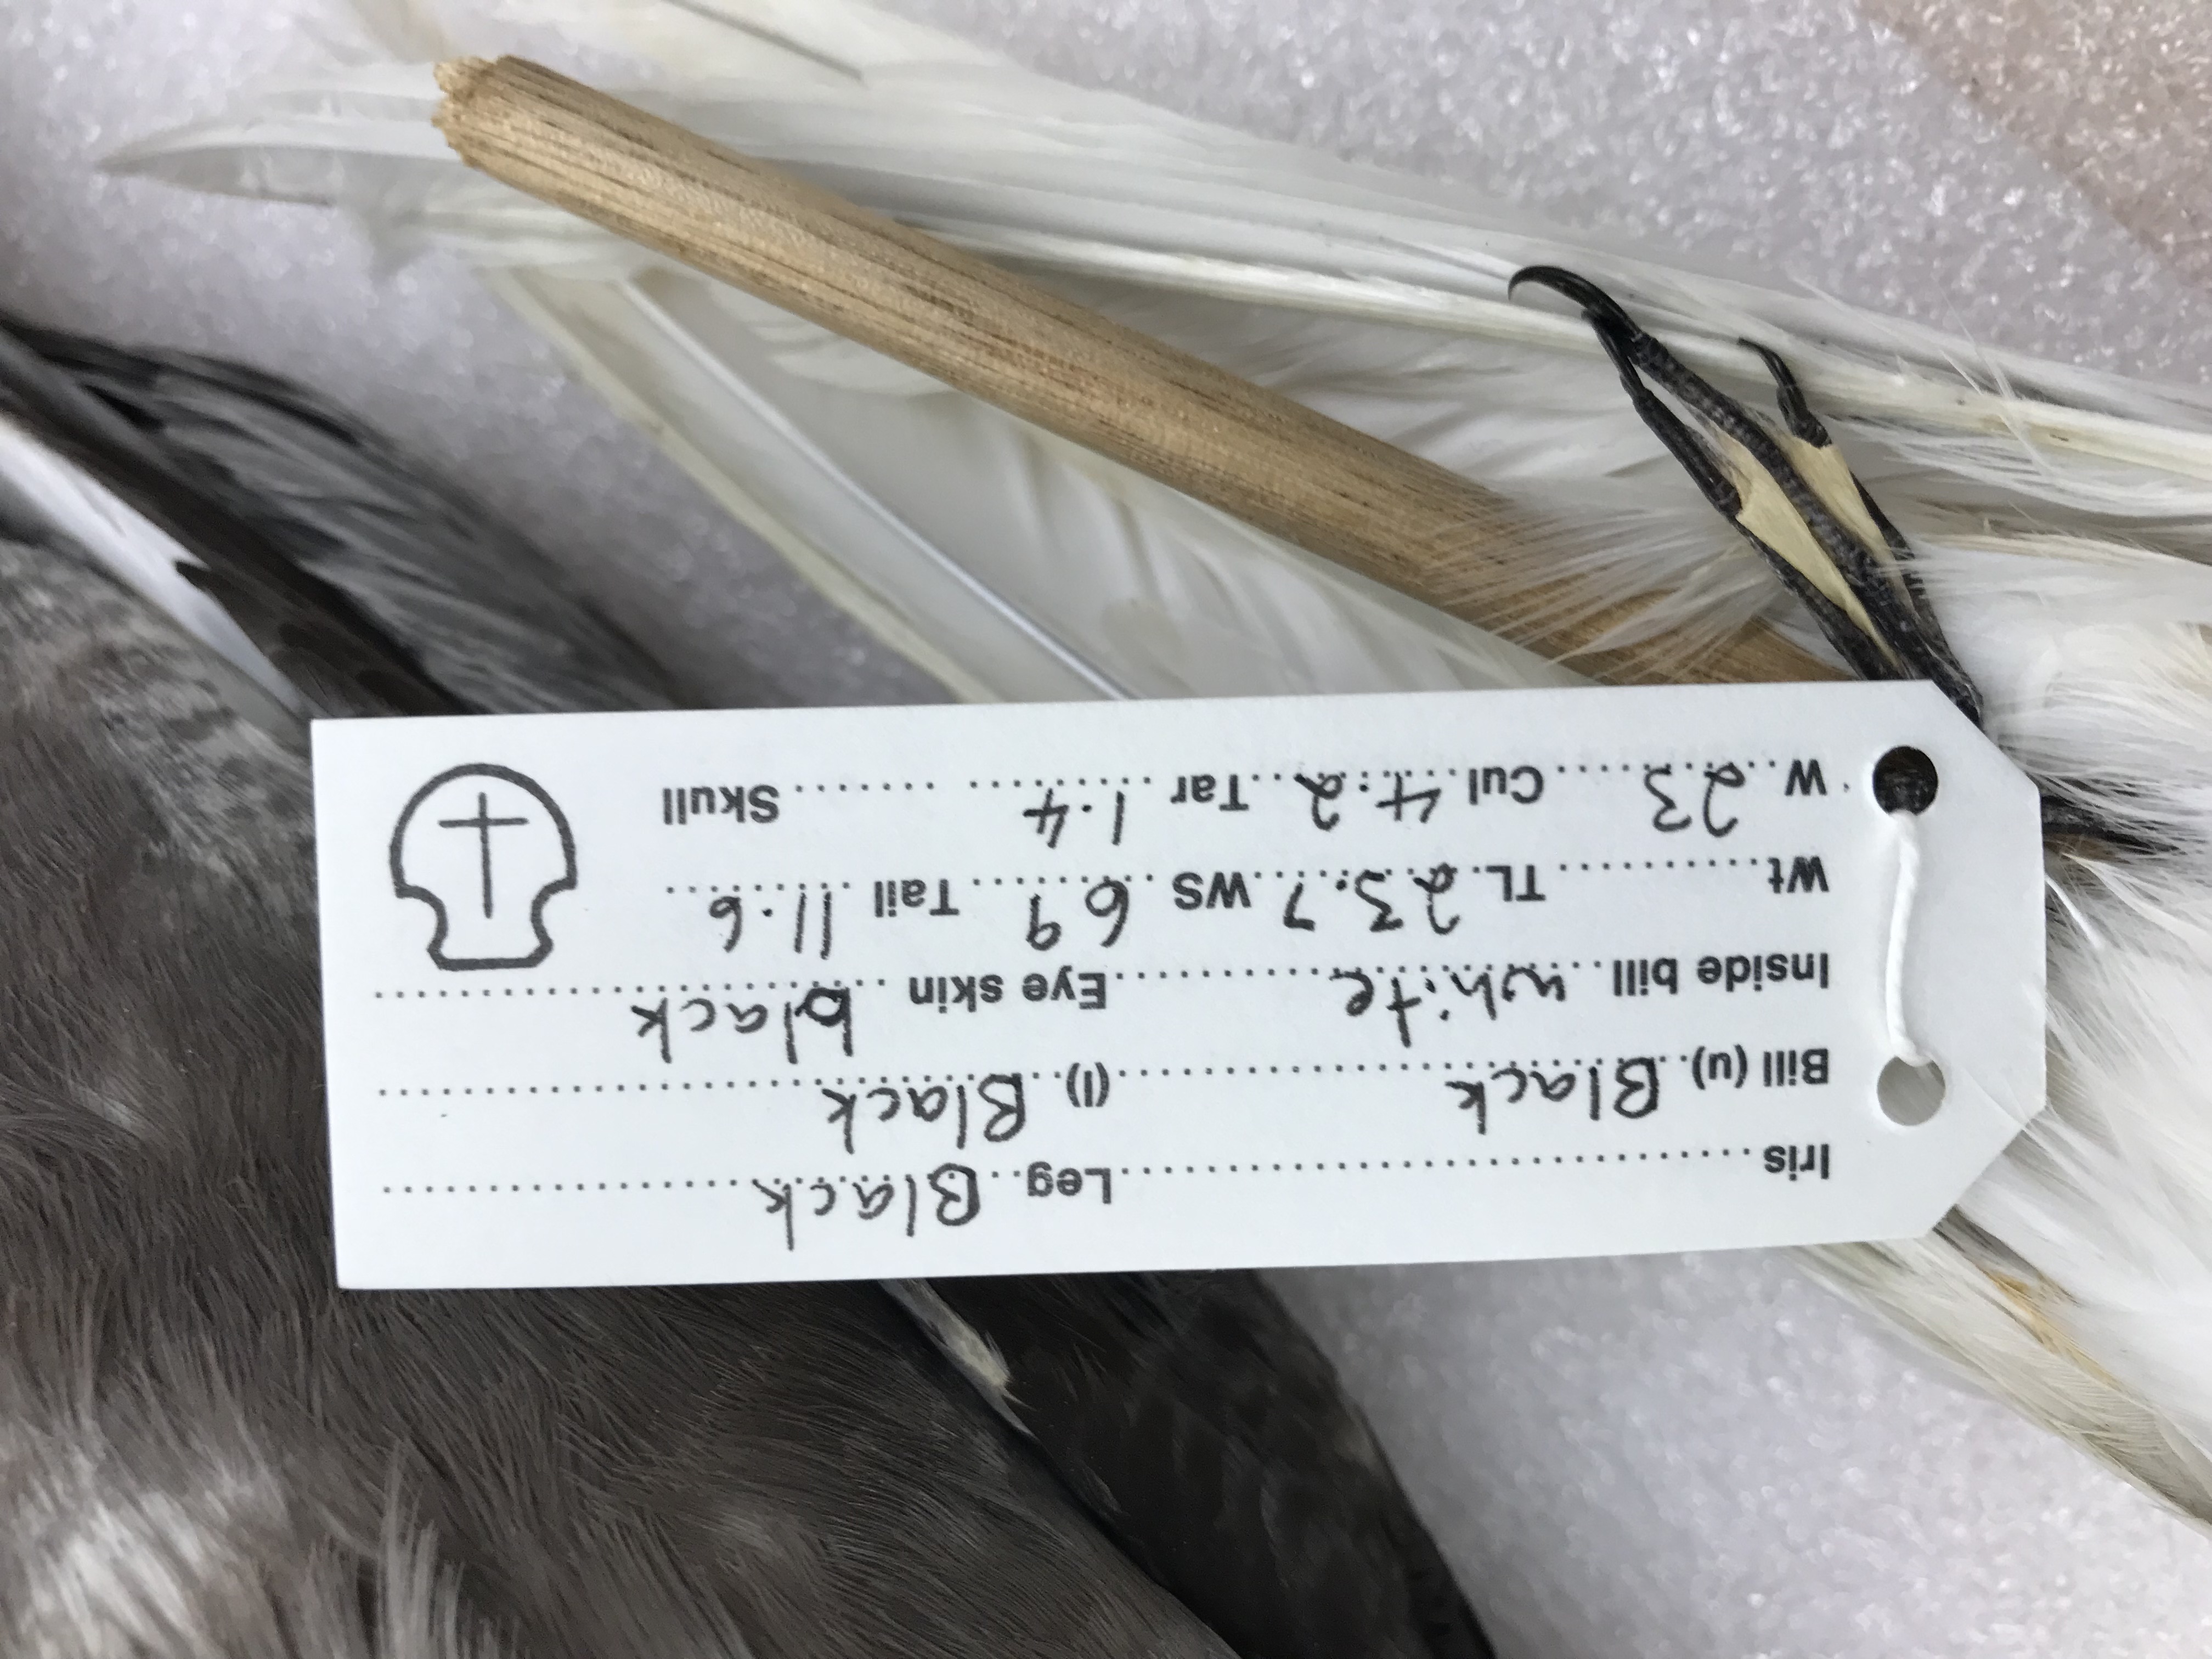 Iris.................................Leg..Black...................
Bill (u)..Black................(l)..Black........................
Inside bill..white............Eye skin..black................
Wt.............TL.23.7.WS.69...Tail.11.6..
W..23....Cul.4.2..Tar.1.4............Skull